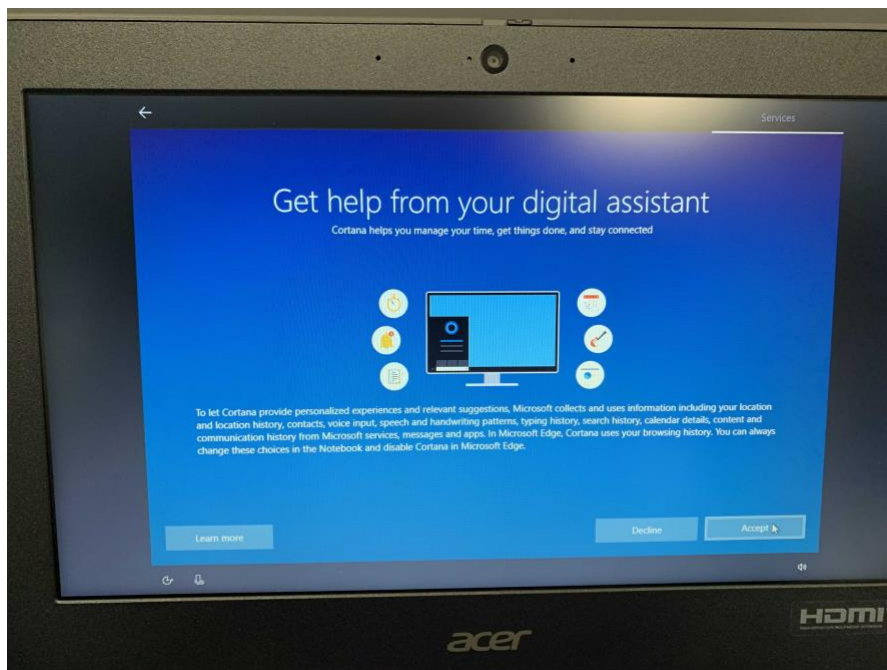 Services
Get help from your digital assistant
Cortana helps you manage your time, get things done, and stay connected
To let Cortana provide personalized experiences and relevant suggestions, Microsoft collects and uses information including your location
and location history, contacts, voice input, speech and handwriting patterns, typing history, search history, calendar details, content and
communication history from Microsoft services, messages and apps. In Microsoft Edge, Cortana uses your browsing history. You can always
change these choices in the Notebook and disable Cortana in Microsoft Edge.
Learn more
Decline
Accept
acer
HDMI